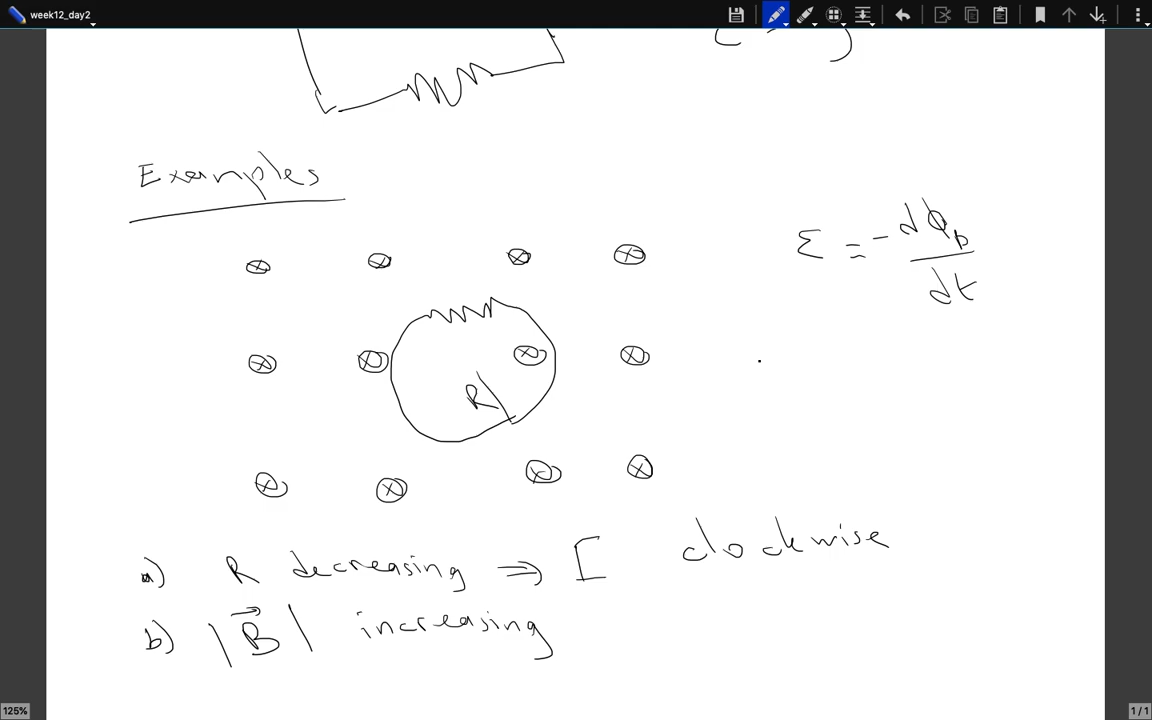 week12_day2
Examples
ε = - dΦ_B / dt
⊗ ⊗ ⊗ ⊗
⊗ ⊗ ⊗ ⊗
R
⊗ ⊗ ⊗ ⊗
a) R decreasing ⇒ [ clockwise
b) |B⃗| increasing
125%
1/1